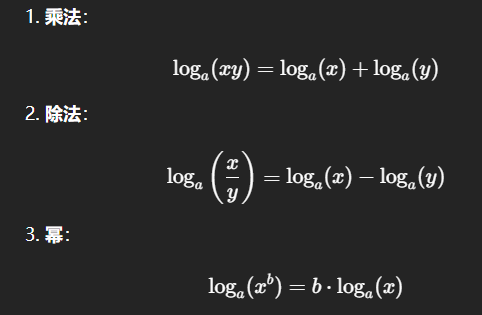 1. 乘法：
logₐ(xy) = logₐ(x) + logₐ(y)
2. 除法：
logₐ(x/y) = logₐ(x) − logₐ(y)
3. 幂：
logₐ(xᵇ) = b · logₐ(x)